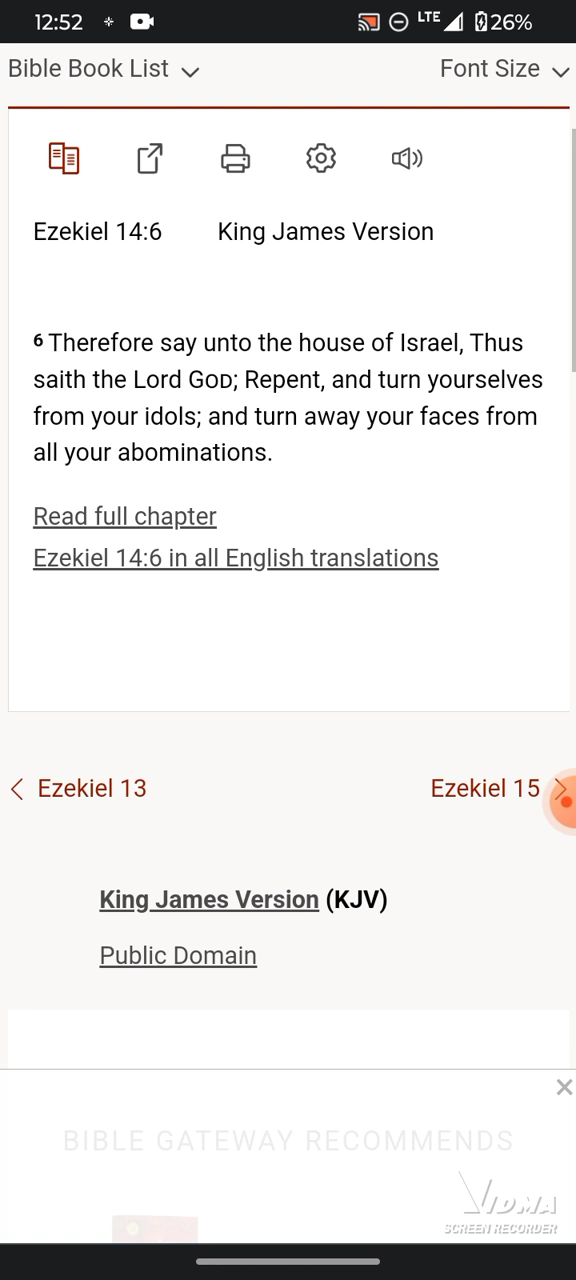 12:52 LTE 26%
Bible Book List Font Size
Ezekiel 14:6 King James Version
6 Therefore say unto the house of Israel, Thus
saith the Lord GOD; Repent, and turn yourselves
from your idols; and turn away your faces from
all your abominations.
Read full chapter
Ezekiel 14:6 in all English translations
Ezekiel 13 Ezekiel 15
King James Version (KJV)
Public Domain
BIBLE GATEWAY RECOMMENDS
VIDMA
SCREEN RECORDER